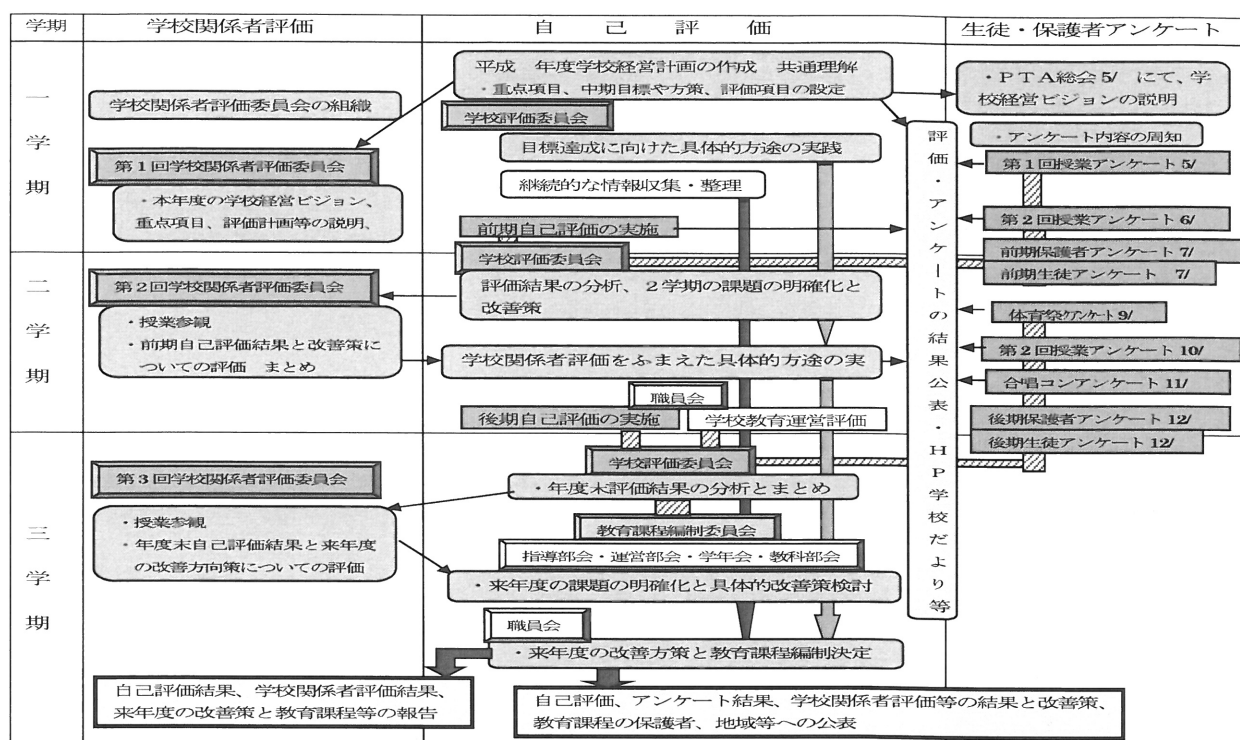 学期
学校関係者評価
自己評価
生徒・保護者アンケート
一学期
学校関係者評価委員会の組織
第1回学校関係者評価委員会
・本年度の学校経営ビジョン、
重点項目、評価計画等の説明、
平成　年度学校経営計画の作成　共通理解
・重点項目、中期目標や方策、評価項目の設定
学校評価委員会
目標達成に向けた具体的方途の実践
継続的な情報収集・整理
前期自己評価の実施
学校評価委員会
・ＰＴＡ総会 5/　にて、学
校経営ビジョンの説明
・アンケート内容の周知
第1回授業アンケート 5/
第2回授業アンケート 6/
前期保護者アンケート 7/
前期生徒アンケート　7/
評価・アンケートの結果公表・ＨＰ学校だより等
二学期
第2回学校関係者評価委員会
・授業参観
・前期自己評価結果と改善策に
ついての評価　まとめ
評価結果の分析、２学期の課題の明確化と
改善策
学校関係者評価をふまえた具体的方途の実
職員会
後期自己評価の実施
学校教育運営評価
体育祭アンケート 9/
第2回授業アンケート 10/
合唱コンアンケート 11/
後期保護者アンケート 12/
後期生徒アンケート 12/
三学期
第3回学校関係者評価委員会
・授業参観
・年度末自己評価結果と来年度
の改善方向策についての評価
学校評価委員会
・年度末評価結果の分析とまとめ
教育課程編制委員会
指導部会・運営部会・学年会・教科部会
・来年度の課題の明確化と具体的改善策検討
職員会
・来年度の改善方策と教育課程編制決定
自己評価結果、学校関係者評価結果、
来年度の改善策と教育課程等の報告
自己評価、アンケート結果、学校関係者評価等の結果と改善策、
教育課程の保護者、地域等への公表